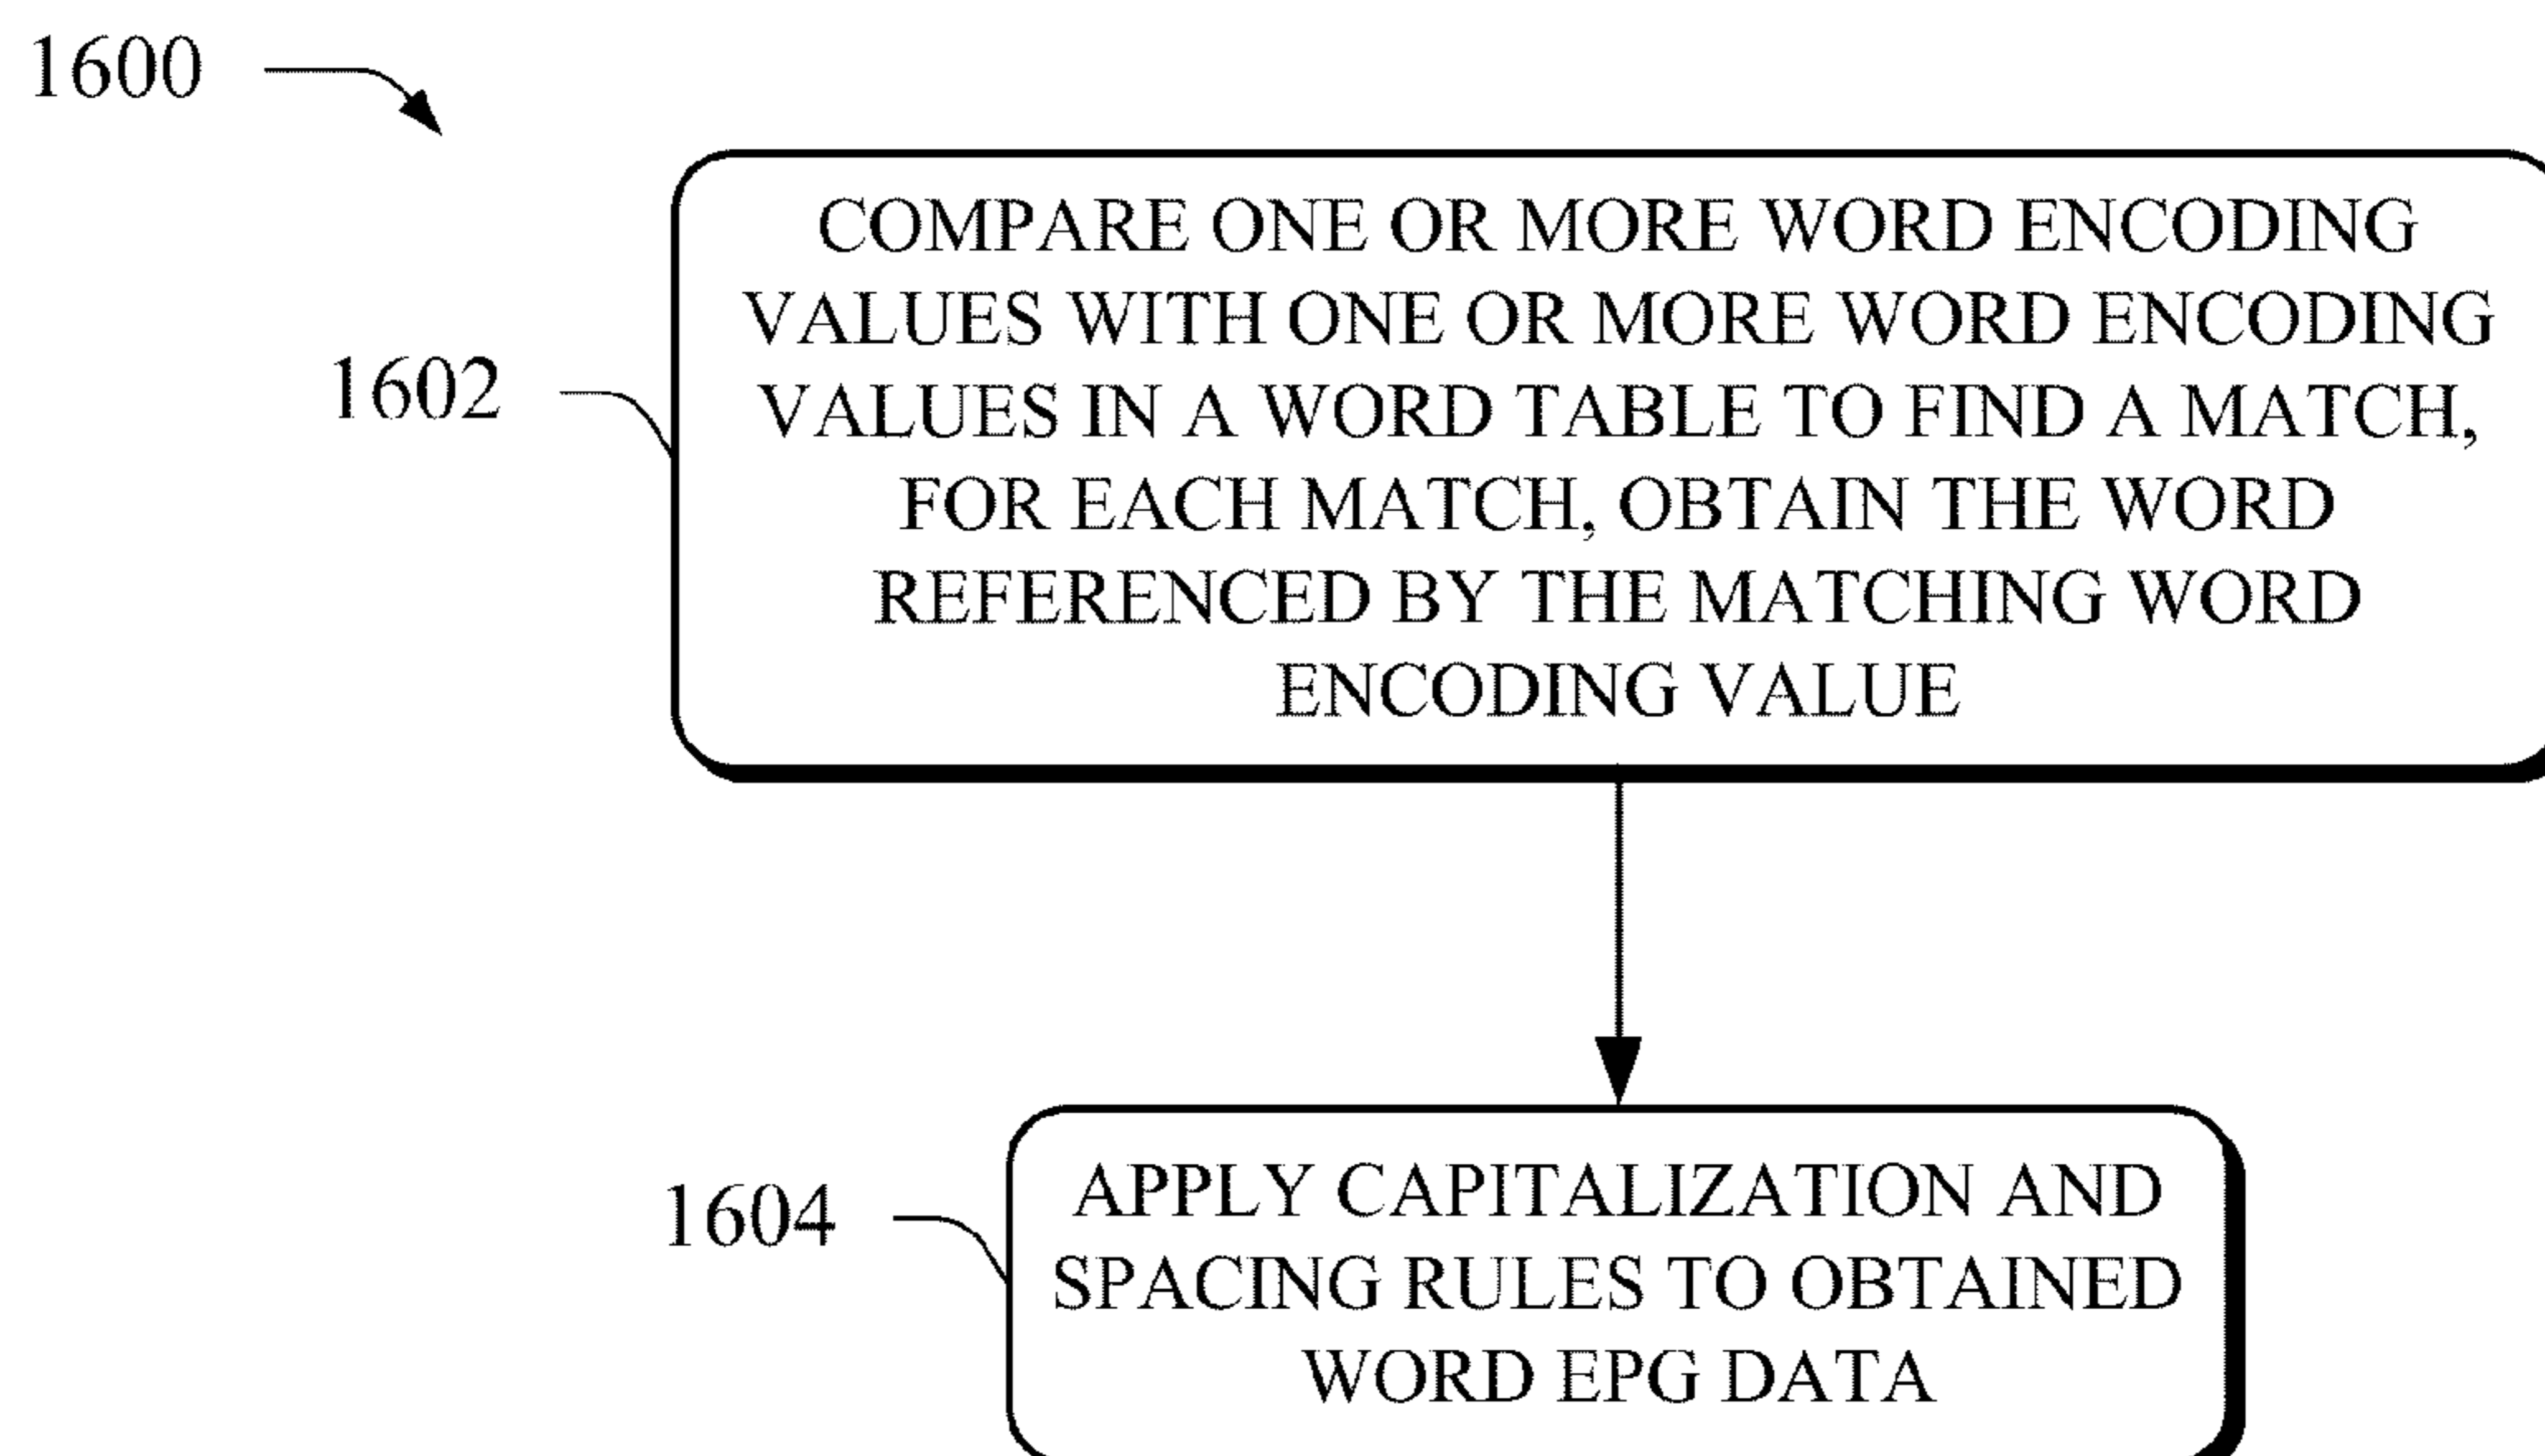 1600
COMPARE ONE OR MORE WORD ENCODING
VALUES WITH ONE OR MORE WORD ENCODING
VALUES IN A WORD TABLE TO FIND A MATCH,
FOR EACH MATCH, OBTAIN THE WORD
REFERENCED BY THE MATCHING WORD
ENCODING VALUE
1602
APPLY CAPITALIZATION AND
SPACING RULES TO OBTAINED
WORD EPG DATA
1604